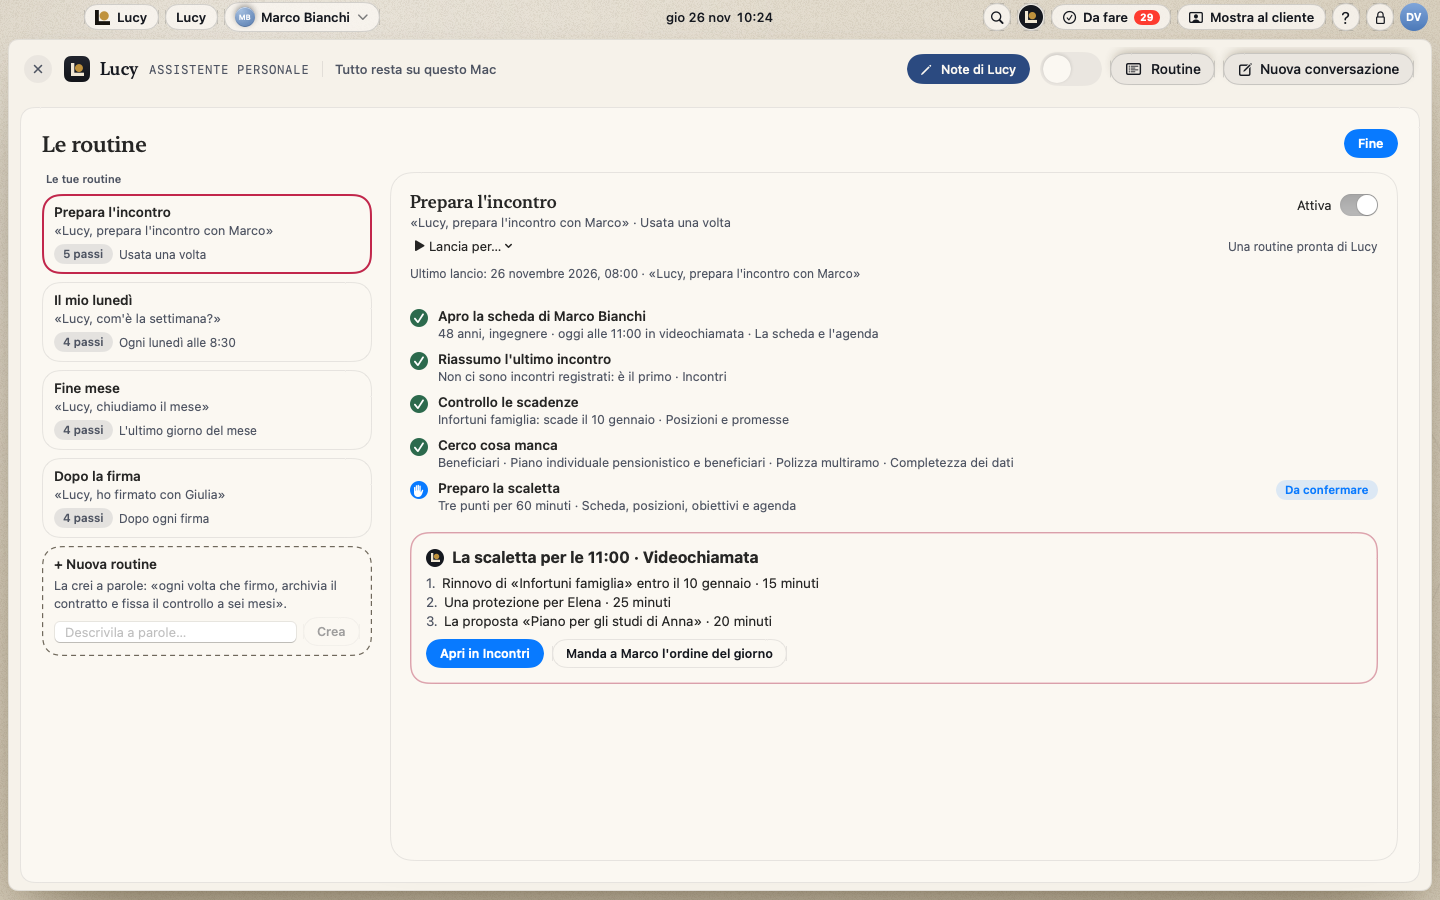 Lucy
Lucy
MB Marco Bianchi
gio 26 nov 10:24
Da fare 29
Mostra al cliente
?
DV
Lucy ASSISTENTE PERSONALE Tutto resta su questo Mac
Note di Lucy
Routine
Nuova conversazione
Le routine
Fine
Le tue routine
Prepara l'incontro
«Lucy, prepara l'incontro con Marco»
5 passi Usata una volta
Il mio lunedì
«Lucy, com'è la settimana?»
4 passi Ogni lunedì alle 8:30
Fine mese
«Lucy, chiudiamo il mese»
4 passi L'ultimo giorno del mese
Dopo la firma
«Lucy, ho firmato con Giulia»
4 passi Dopo ogni firma
+ Nuova routine
La crei a parole: «ogni volta che firmo, archivia il
contratto e fissa il controllo a sei mesi».
Descrivila a parole...
Crea
Prepara l'incontro
Attiva
«Lucy, prepara l'incontro con Marco» · Usata una volta
Lancia per...
Una routine pronta di Lucy
Ultimo lancio: 26 novembre 2026, 08:00 · «Lucy, prepara l'incontro con Marco»
Apro la scheda di Marco Bianchi
48 anni, ingegnere · oggi alle 11:00 in videochiamata · La scheda e l'agenda
Riassumo l'ultimo incontro
Non ci sono incontri registrati: è il primo · Incontri
Controllo le scadenze
Infortuni famiglia: scade il 10 gennaio · Posizioni e promesse
Cerco cosa manca
Beneficiari · Piano individuale pensionistico e beneficiari · Polizza multiramo · Completezza dei dati
Preparo la scaletta
Da confermare
Tre punti per 60 minuti · Scheda, posizioni, obiettivi e agenda
La scaletta per le 11:00 · Videochiamata
1. Rinnovo di «Infortuni famiglia» entro il 10 gennaio · 15 minuti
2. Una protezione per Elena · 25 minuti
3. La proposta «Piano per gli studi di Anna» · 20 minuti
Apri in Incontri
Manda a Marco l'ordine del giorno